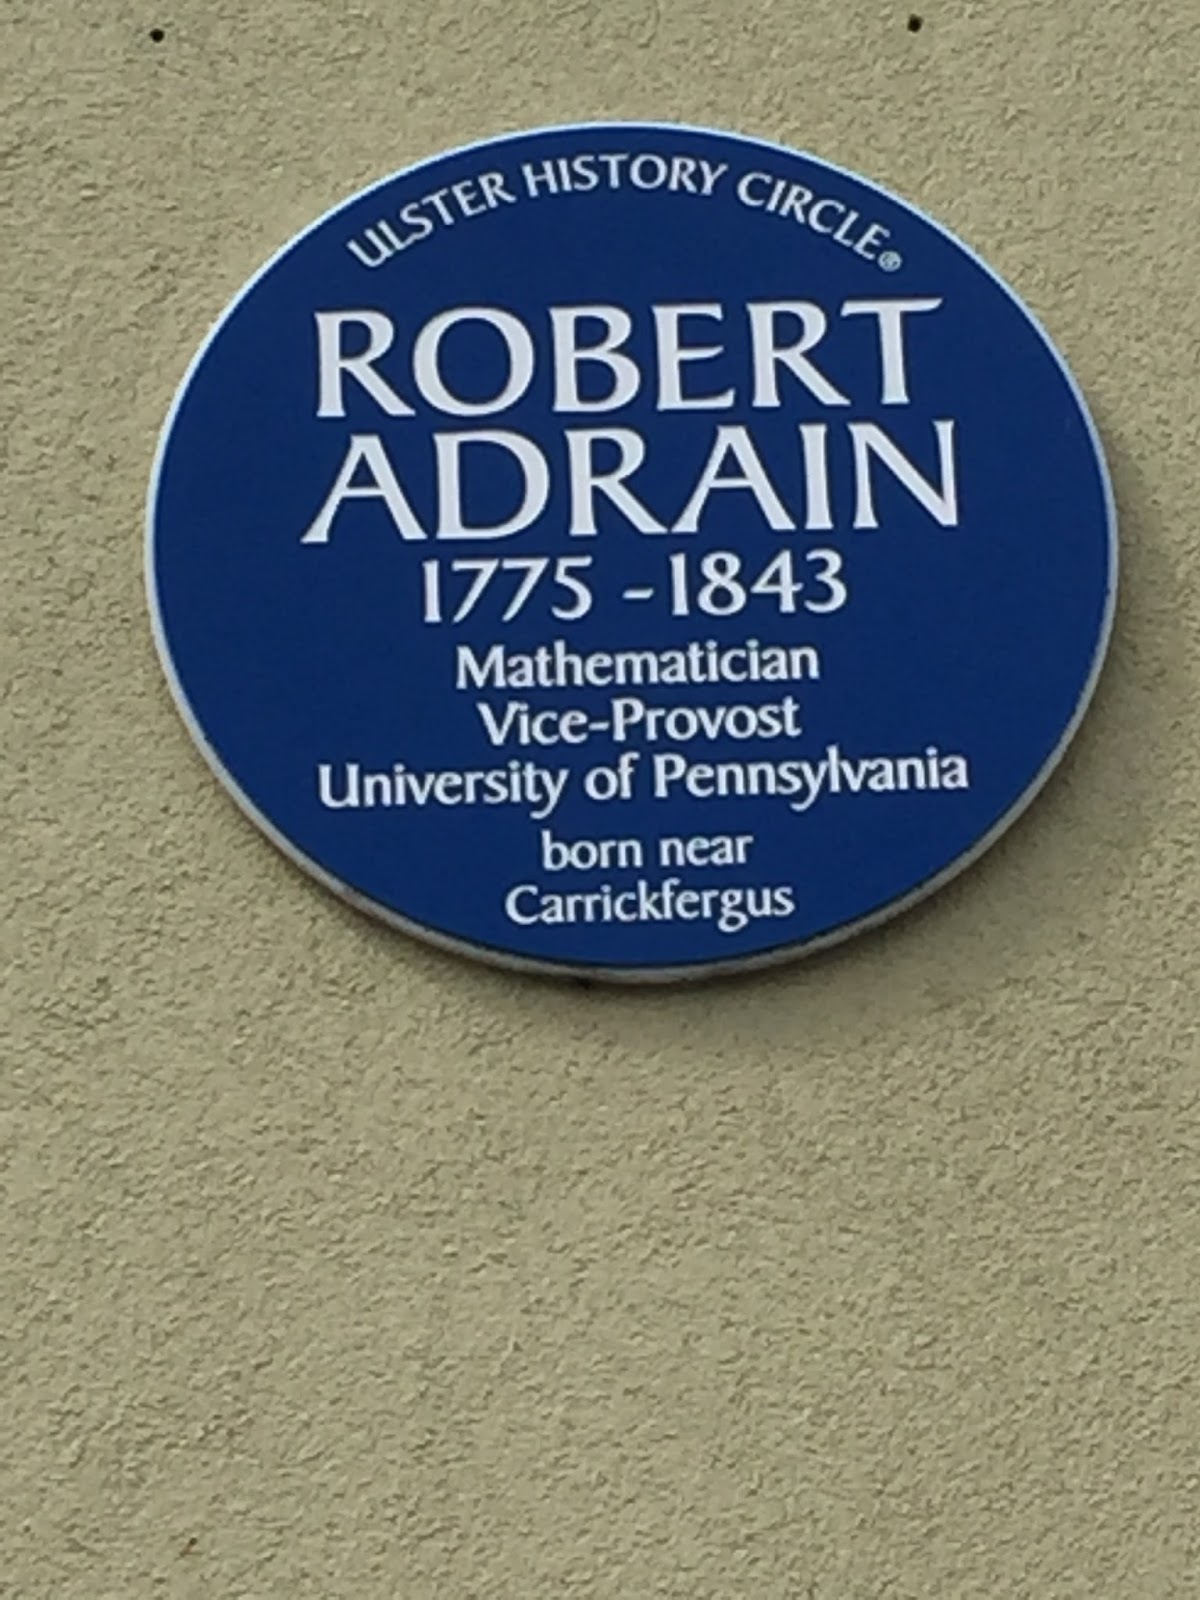 ULSTER HISTORY CIRCLE®
ROBERT
ADRAIN
1775 - 1843
Mathematician
Vice-Provost
University of Pennsylvania
born near
Carrickfergus